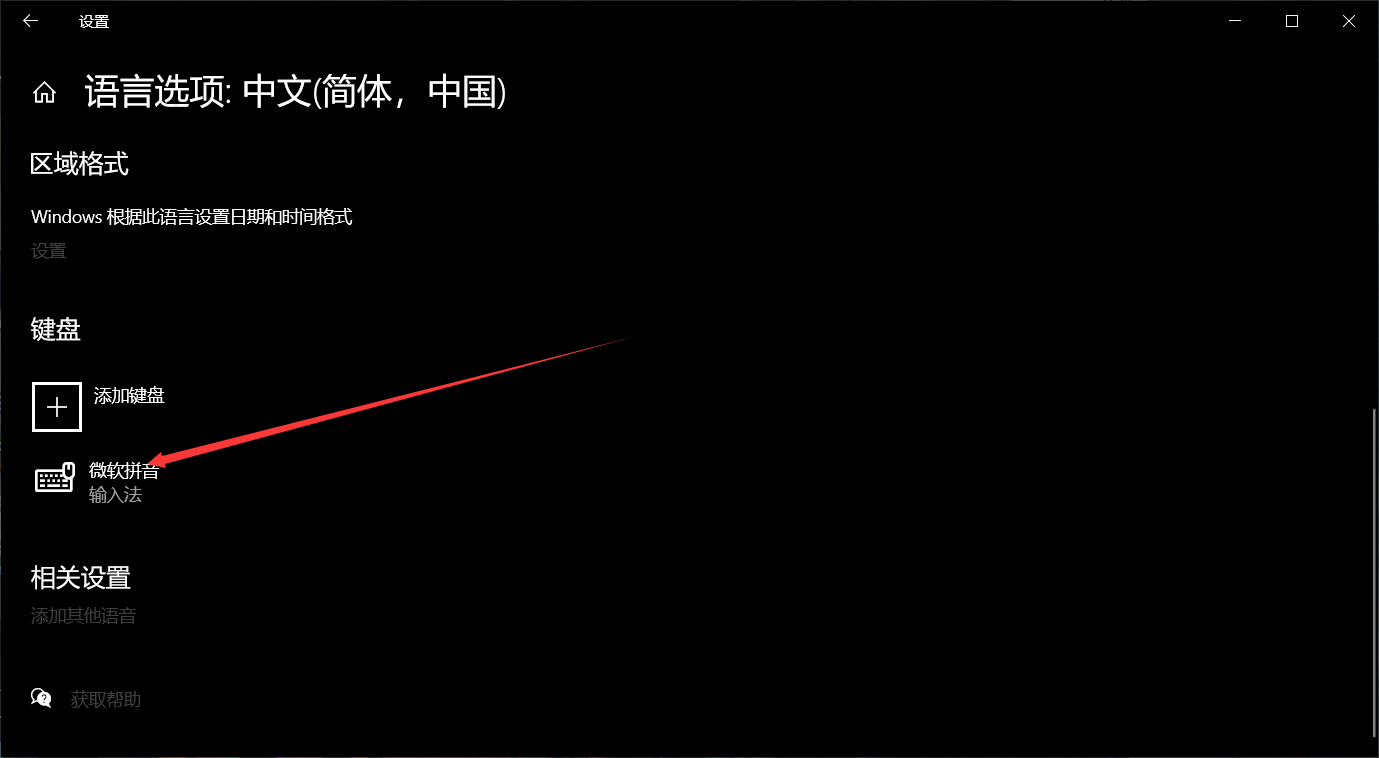 设置
语言选项: 中文(简体，中国)
区域格式
Windows 根据此语言设置日期和时间格式
设置
键盘
添加键盘
微软拼音
输入法
相关设置
添加其他语音
获取帮助